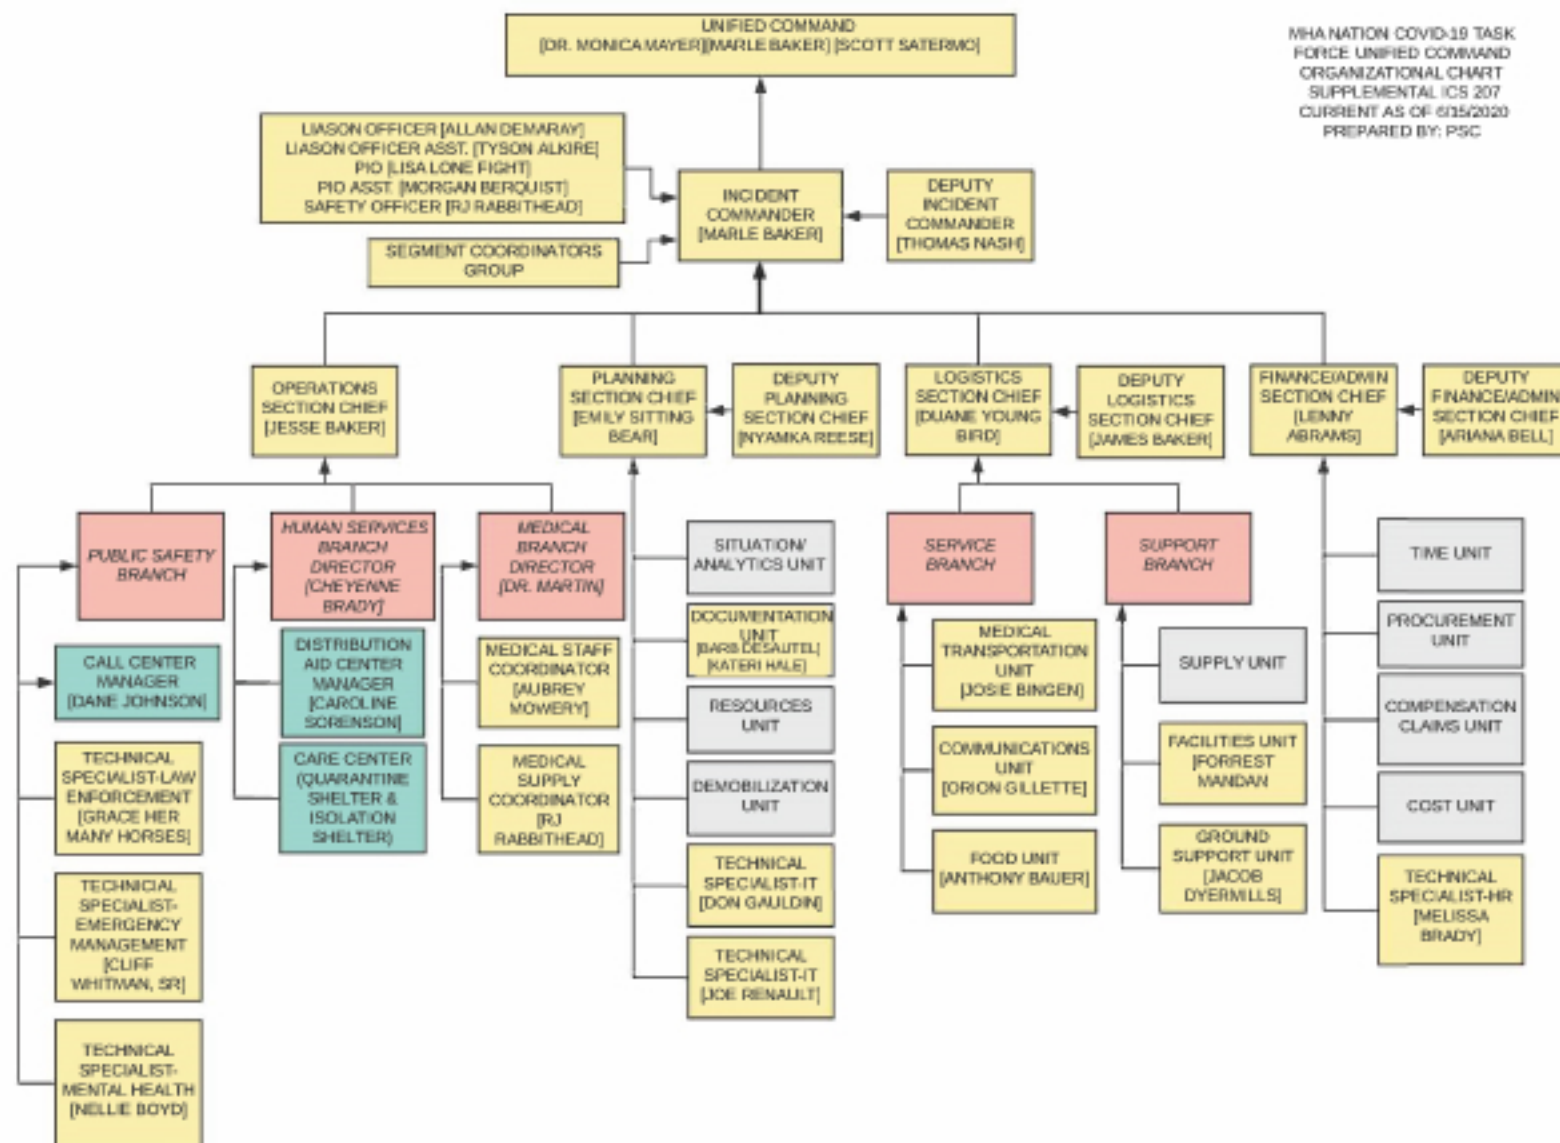 UNIFIED COMMAND
[DR. MONICA MAYER][MARLE BAKER] [SCOTT SATERMO]
MHA NATION COVID-19 TASK
FORCE UNIFIED COMMAND
ORGANIZATIONAL CHART
SUPPLEMENTAL ICS 207
CURRENT AS OF 6/15/2020
PREPARED BY: PSC
LIASON OFFICER [ALLAN DEMARAY]
LIASON OFFICER ASST. [TYSON ALKIRE]
PIO [LISA LONE FIGHT]
PIO ASST. [MORGAN BERQUIST]
SAFETY OFFICER [RJ RABBITHEAD]
SEGMENT COORDINATORS
GROUP
INCIDENT
COMMANDER
[MARLE BAKER]
DEPUTY
INCIDENT
COMMANDER
[THOMAS NASH]
OPERATIONS
SECTION CHIEF
[JESSE BAKER]
PLANNING
SECTION CHIEF
[EMILY SITTING
BEAR]
DEPUTY
PLANNING
SECTION CHIEF
[NYAMKA REESE]
LOGISTICS
SECTION CHIEF
[DUANE YOUNG
BIRD]
DEPUTY
LOGISTICS
SECTION CHIEF
[JAMES BAKER]
FINANCE/ADMIN
SECTION CHIEF
[LENNY
ABRAMS]
DEPUTY
FINANCE/ADMIN
SECTION CHIEF
[ARIANA BELL]
PUBLIC SAFETY
BRANCH
CALL CENTER
MANAGER
[DANE JOHNSON]
TECHNICAL
SPECIALIST-LAW
ENFORCEMENT
[GRACE HER
MANY HORSES]
TECHNICIAL
SPECIALIST-
EMERGENCY
MANAGEMENT
[CLIFF
WHITMAN, SR]
TECHNICAL
SPECIALIST-
MENTAL HEALTH
[NELLIE BOYD]
HUMAN SERVICES
BRANCH
DIRECTOR
[CHEYENNE
BRADY]
DISTRIBUTION
AID CENTER
MANAGER
[CAROLINE
SORENSON]
CARE CENTER
(QUARANTINE
SHELTER &
ISOLATION
SHELTER)
MEDICAL
BRANCH
DIRECTOR
[DR. MARTIN]
MEDICAL STAFF
COORDINATOR
[AUBREY
MOWERY]
MEDICAL
SUPPLY
COORDINATOR
[RJ
RABBITHEAD]
SITUATION/
ANALYTICS UNIT
DOCUMENTATION
UNIT
[BARB DESAUTEL]
[KATERI HALE]
RESOURCES
UNIT
DEMOBILIZATION
UNIT
TECHNICAL
SPECIALIST-IT
[DON GAULDIN]
TECHNICAL
SPECIALIST-IT
[JOE RENAULT]
SERVICE
BRANCH
MEDICAL
TRANSPORTATION
UNIT
[JOSIE BINGEN]
COMMUNICATIONS
UNIT
[ORION GILLETTE]
FOOD UNIT
[ANTHONY BAUER]
SUPPORT
BRANCH
SUPPLY UNIT
FACILITIES UNIT
[FORREST
MANDAN
GROUND
SUPPORT UNIT
[JACOB
DYERMILLS]
TIME UNIT
PROCUREMENT
UNIT
COMPENSATION
CLAIMS UNIT
COST UNIT
TECHNICAL
SPECIALIST-HR
[MELISSA
BRADY]